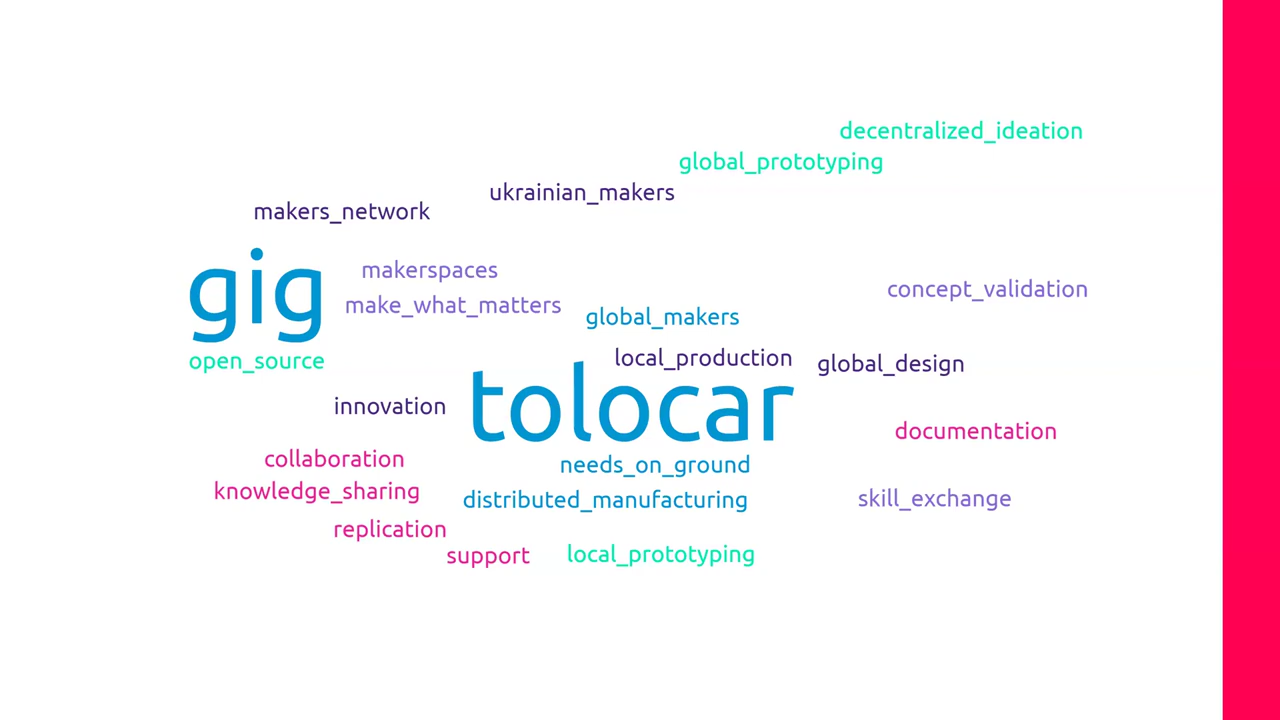 decentralized_ideation
global_prototyping
ukrainian_makers
makers_network
gig
makerspaces
concept_validation
make_what_matters
global_makers
open_source
local_production
global_design
innovation
tolocar
documentation
collaboration
needs_on_ground
knowledge_sharing
distributed_manufacturing
skill_exchange
replication
support
local_prototyping